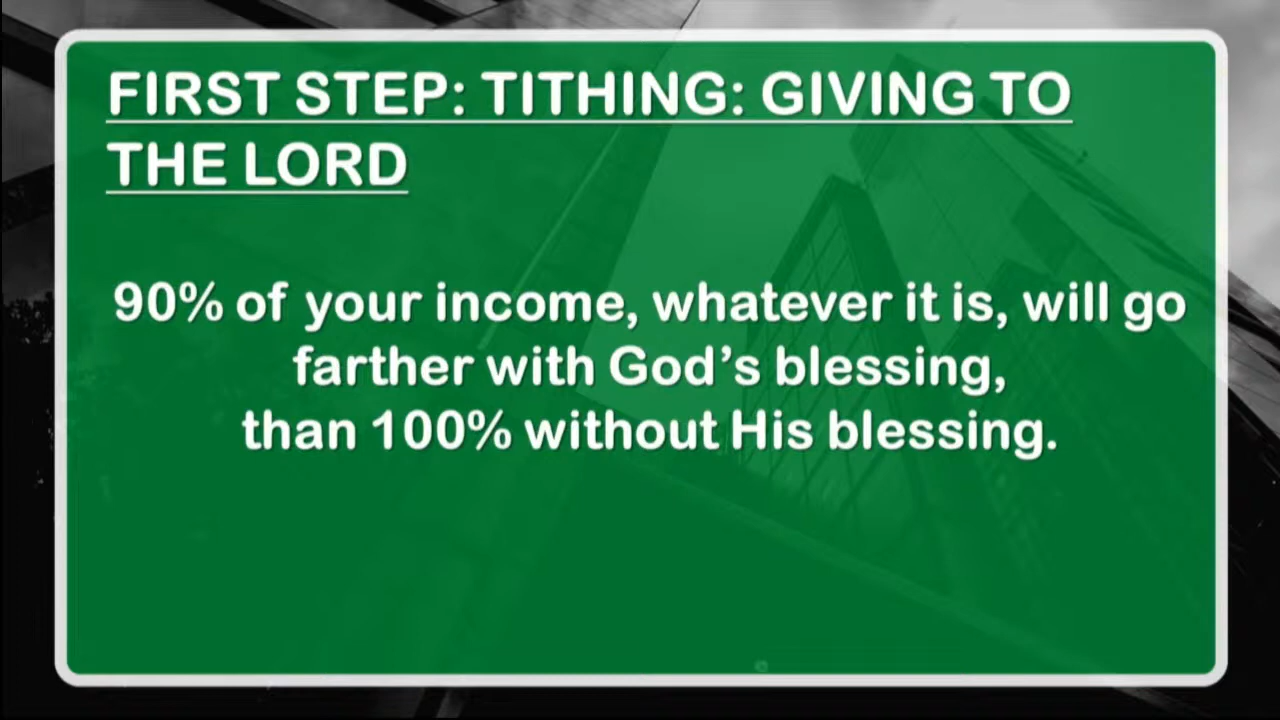 FIRST STEP: TITHING: GIVING TO
THE LORD
90% of your income, whatever it is, will go
farther with God’s blessing,
than 100% without His blessing.